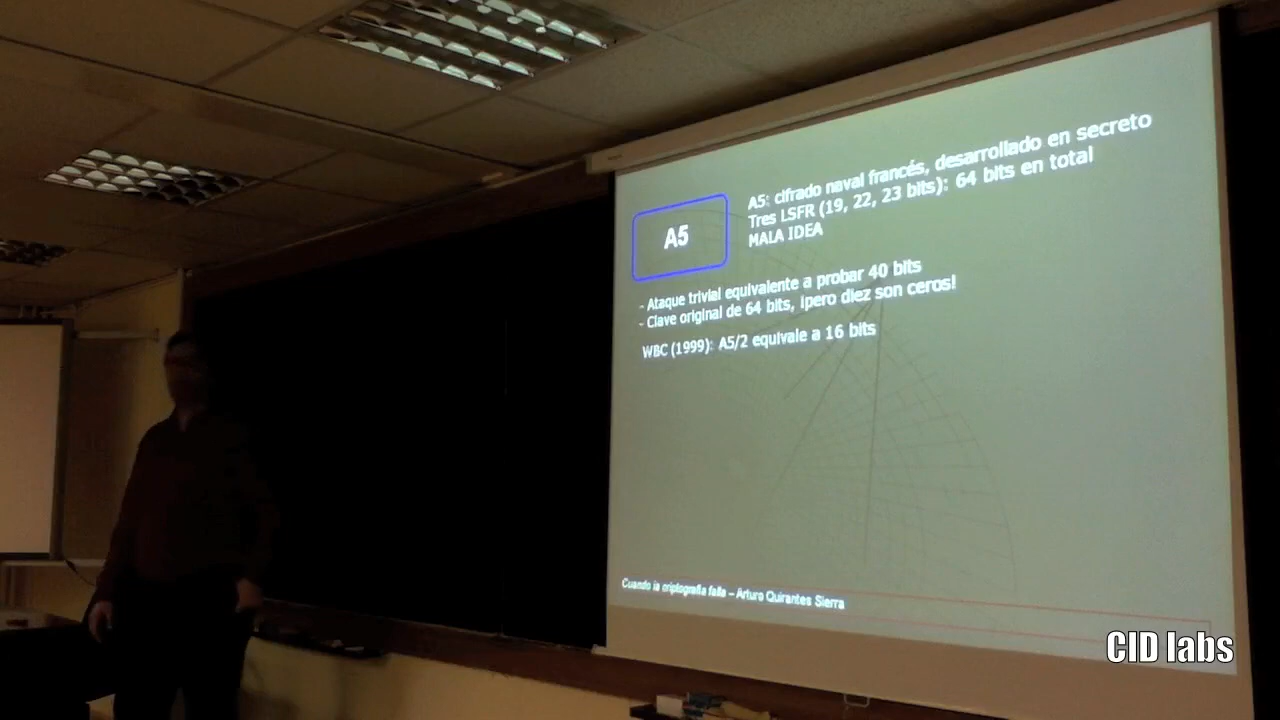 A5
A5: cifrado naval francés, desarrollado en secreto
Tres LSFR (19, 22, 23 bits): 64 bits en total
MALA IDEA
- Ataque trivial equivalente a probar 40 bits
- Clave original de 64 bits, ¡pero diez son ceros!
WBC (1999): A5/2 equivale a 16 bits
Cuando la criptografia falla – Arturo Quirantes Sierra
CID labs